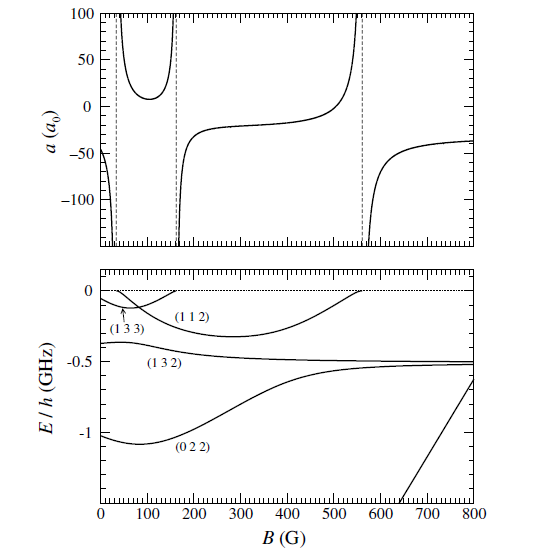 100
50
0
−50
−100
a (a0)
0
-0.5
-1
E / h (GHz)
(1 3 3)
(1 1 2)
(1 3 2)
(0 2 2)
0 100 200 300 400 500 600 700 800
B (G)